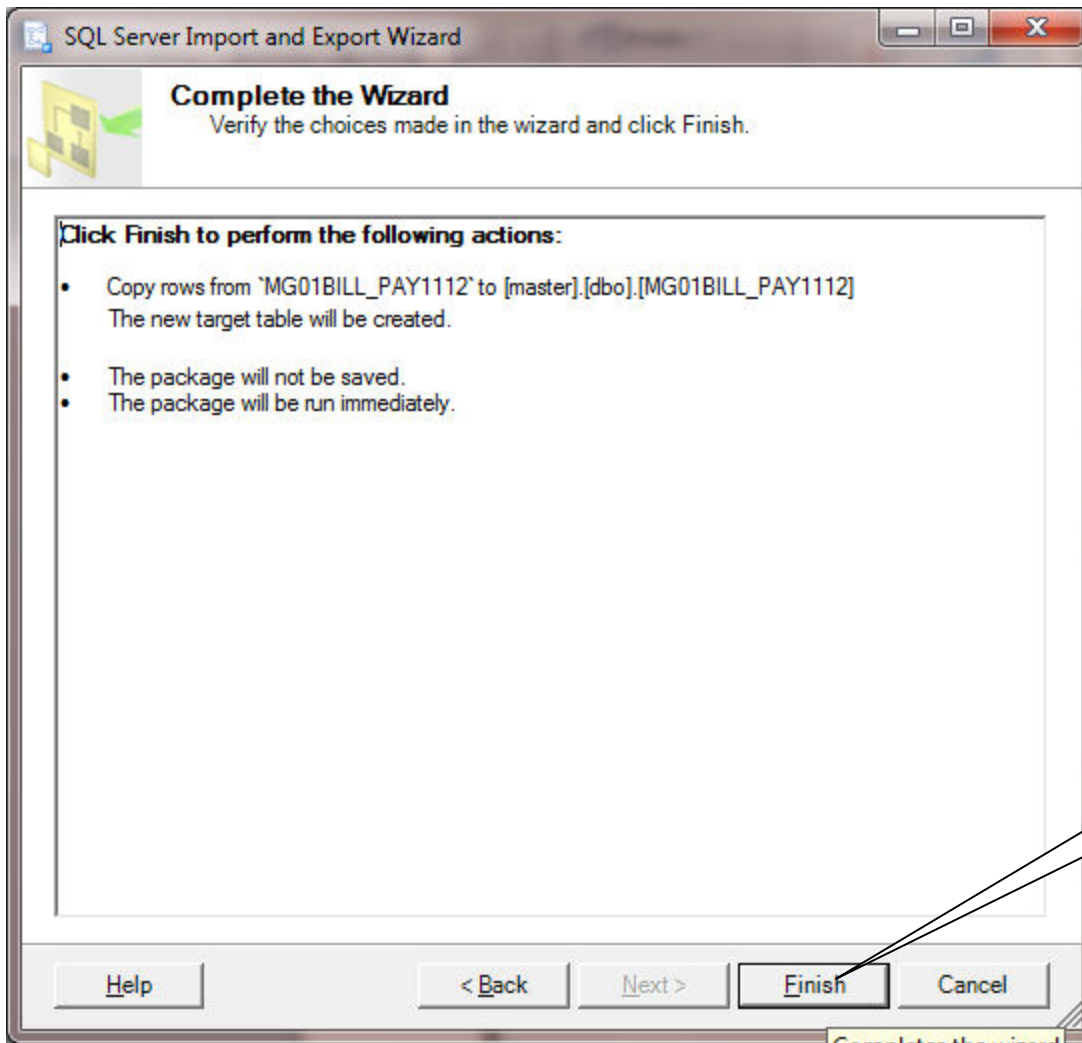 SQL Server Import and Export Wizard
Complete the Wizard
Verify the choices made in the wizard and click Finish.
Click Finish to perform the following actions:
• Copy rows from `MG01BILL_PAY1112` to [master].[dbo].[MG01BILL_PAY1112]
The new target table will be created.
• The package will not be saved.
• The package will be run immediately.
Help < Back Next > Finish Cancel
Completes the wizard